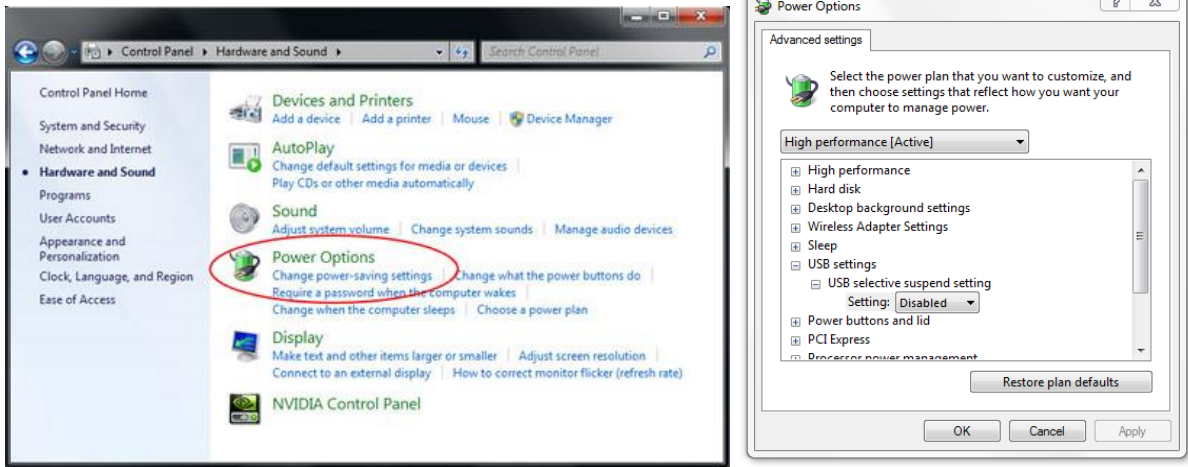 Control Panel ▸ Hardware and Sound ▸
Search Control Panel
Control Panel Home
System and Security
Network and Internet
Hardware and Sound
Programs
User Accounts
Appearance and
Personalization
Clock, Language, and Region
Ease of Access
Devices and Printers
Add a device Add a printer Mouse Device Manager
AutoPlay
Change default settings for media or devices
Play CDs or other media automatically
Sound
Adjust system volume Change system sounds Manage audio devices
Power Options
Change power-saving settings Change what the power buttons do
Require a password when the computer wakes
Change when the computer sleeps Choose a power plan
Display
Make text and other items larger or smaller Adjust screen resolution
Connect to an external display How to correct monitor flicker (refresh rate)
NVIDIA Control Panel
Power Options
Advanced settings
Select the power plan that you want to customize, and
then choose settings that reflect how you want your
computer to manage power.
High performance [Active]
High performance
Hard disk
Desktop background settings
Wireless Adapter Settings
Sleep
USB settings
USB selective suspend setting
Setting: Disabled
Power buttons and lid
PCI Express
Processor power management
Restore plan defaults
OK Cancel Apply